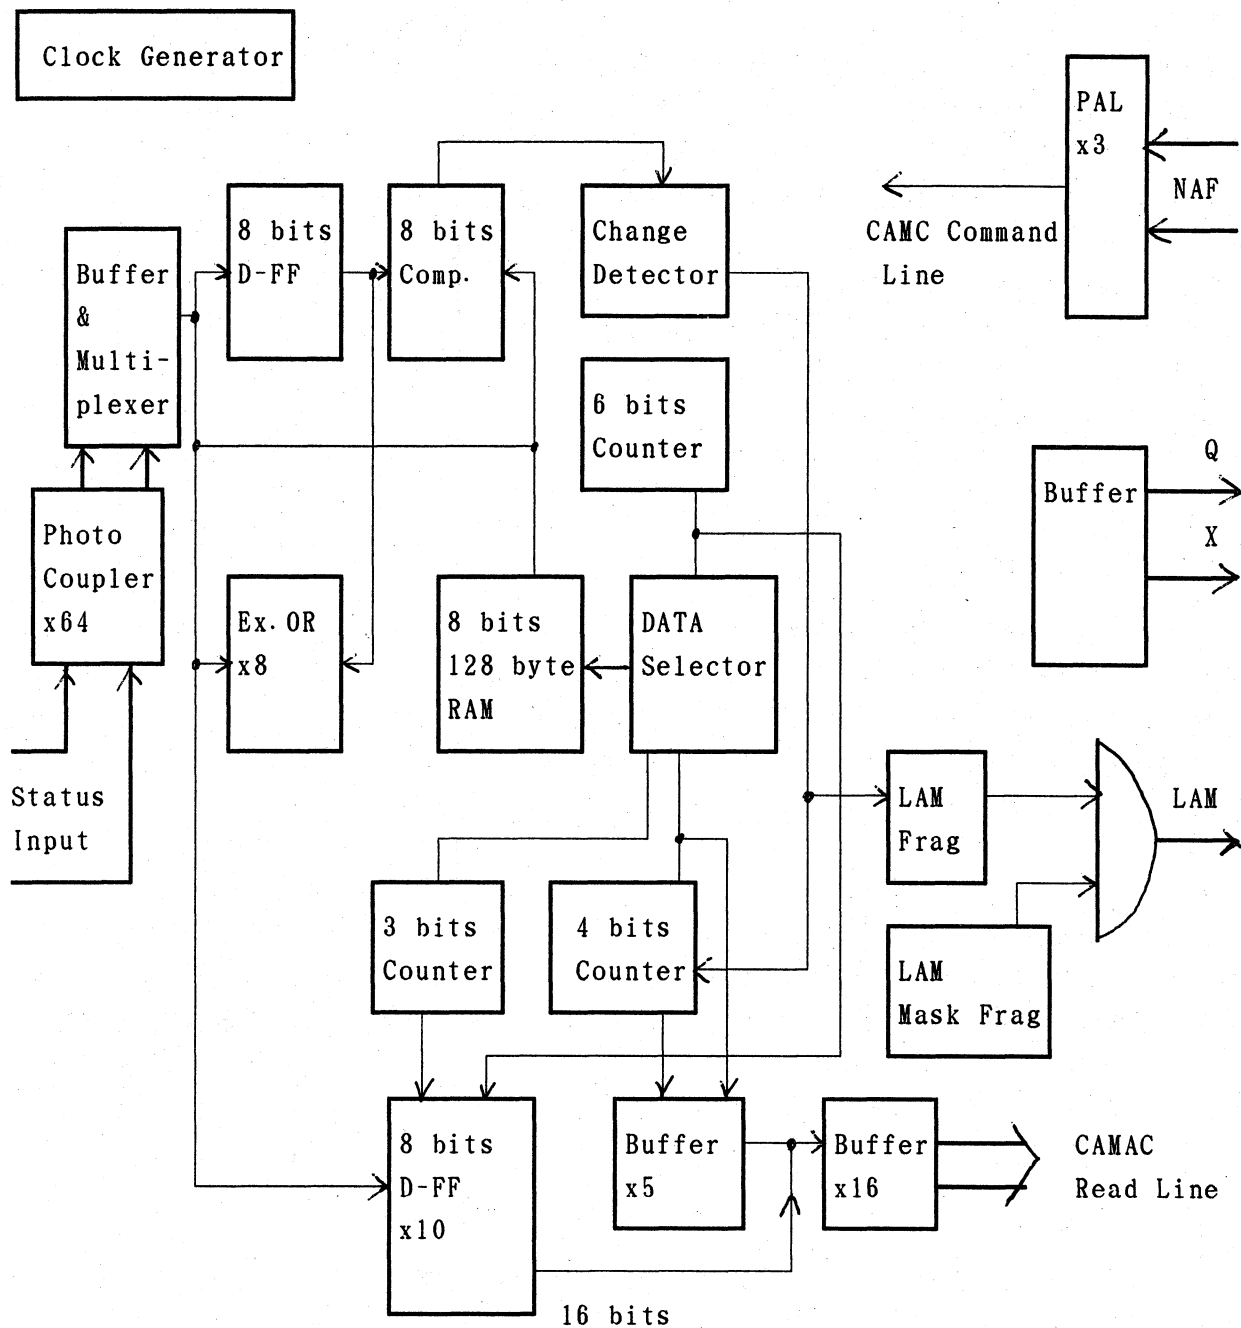 Clock Generator
PAL
x3
NAF
CAMC Command
Line
8 bits
D-FF
8 bits
Comp.
Change
Detector
Buffer
&
Multi-
plexer
6 bits
Counter
Q
Buffer
X
Photo
Coupler
x64
Ex. OR
x8
8 bits
128 byte
RAM
DATA
Selector
Status
Input
LAM
Frag
LAM
3 bits
Counter
4 bits
Counter
LAM
Mask Frag
8 bits
D-FF
x10
Buffer
x5
Buffer
x16
CAMAC
Read Line
16 bits